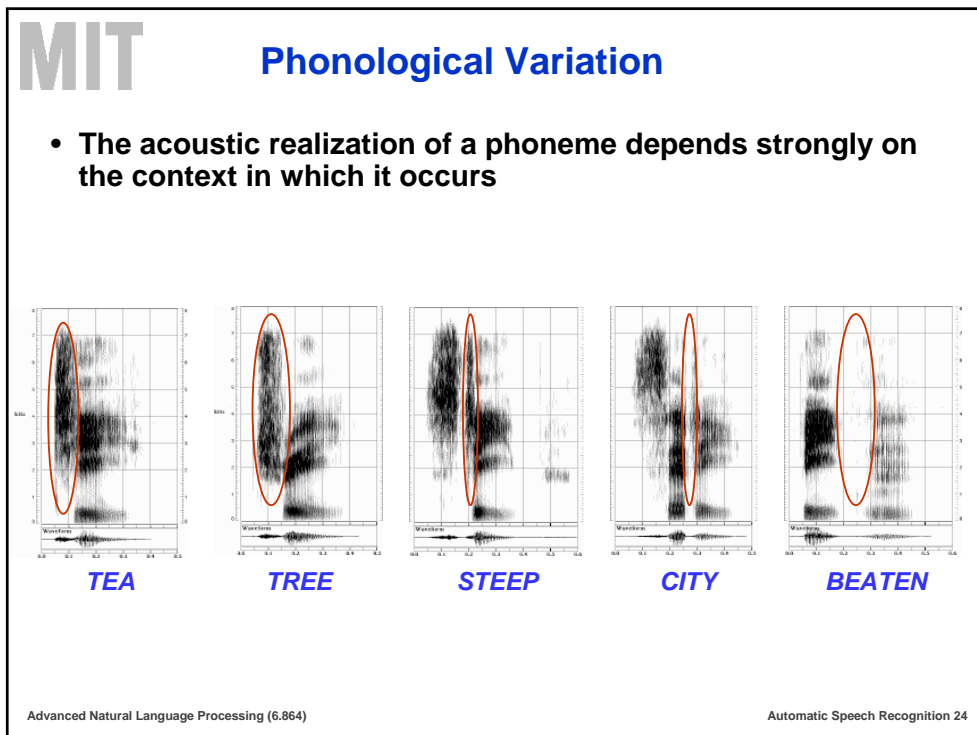 MIT
Phonological Variation
• The acoustic realization of a phoneme depends strongly on
the context in which it occurs
TEA
TREE
STEEP
CITY
BEATEN
Advanced Natural Language Processing (6.864)
Automatic Speech Recognition 24